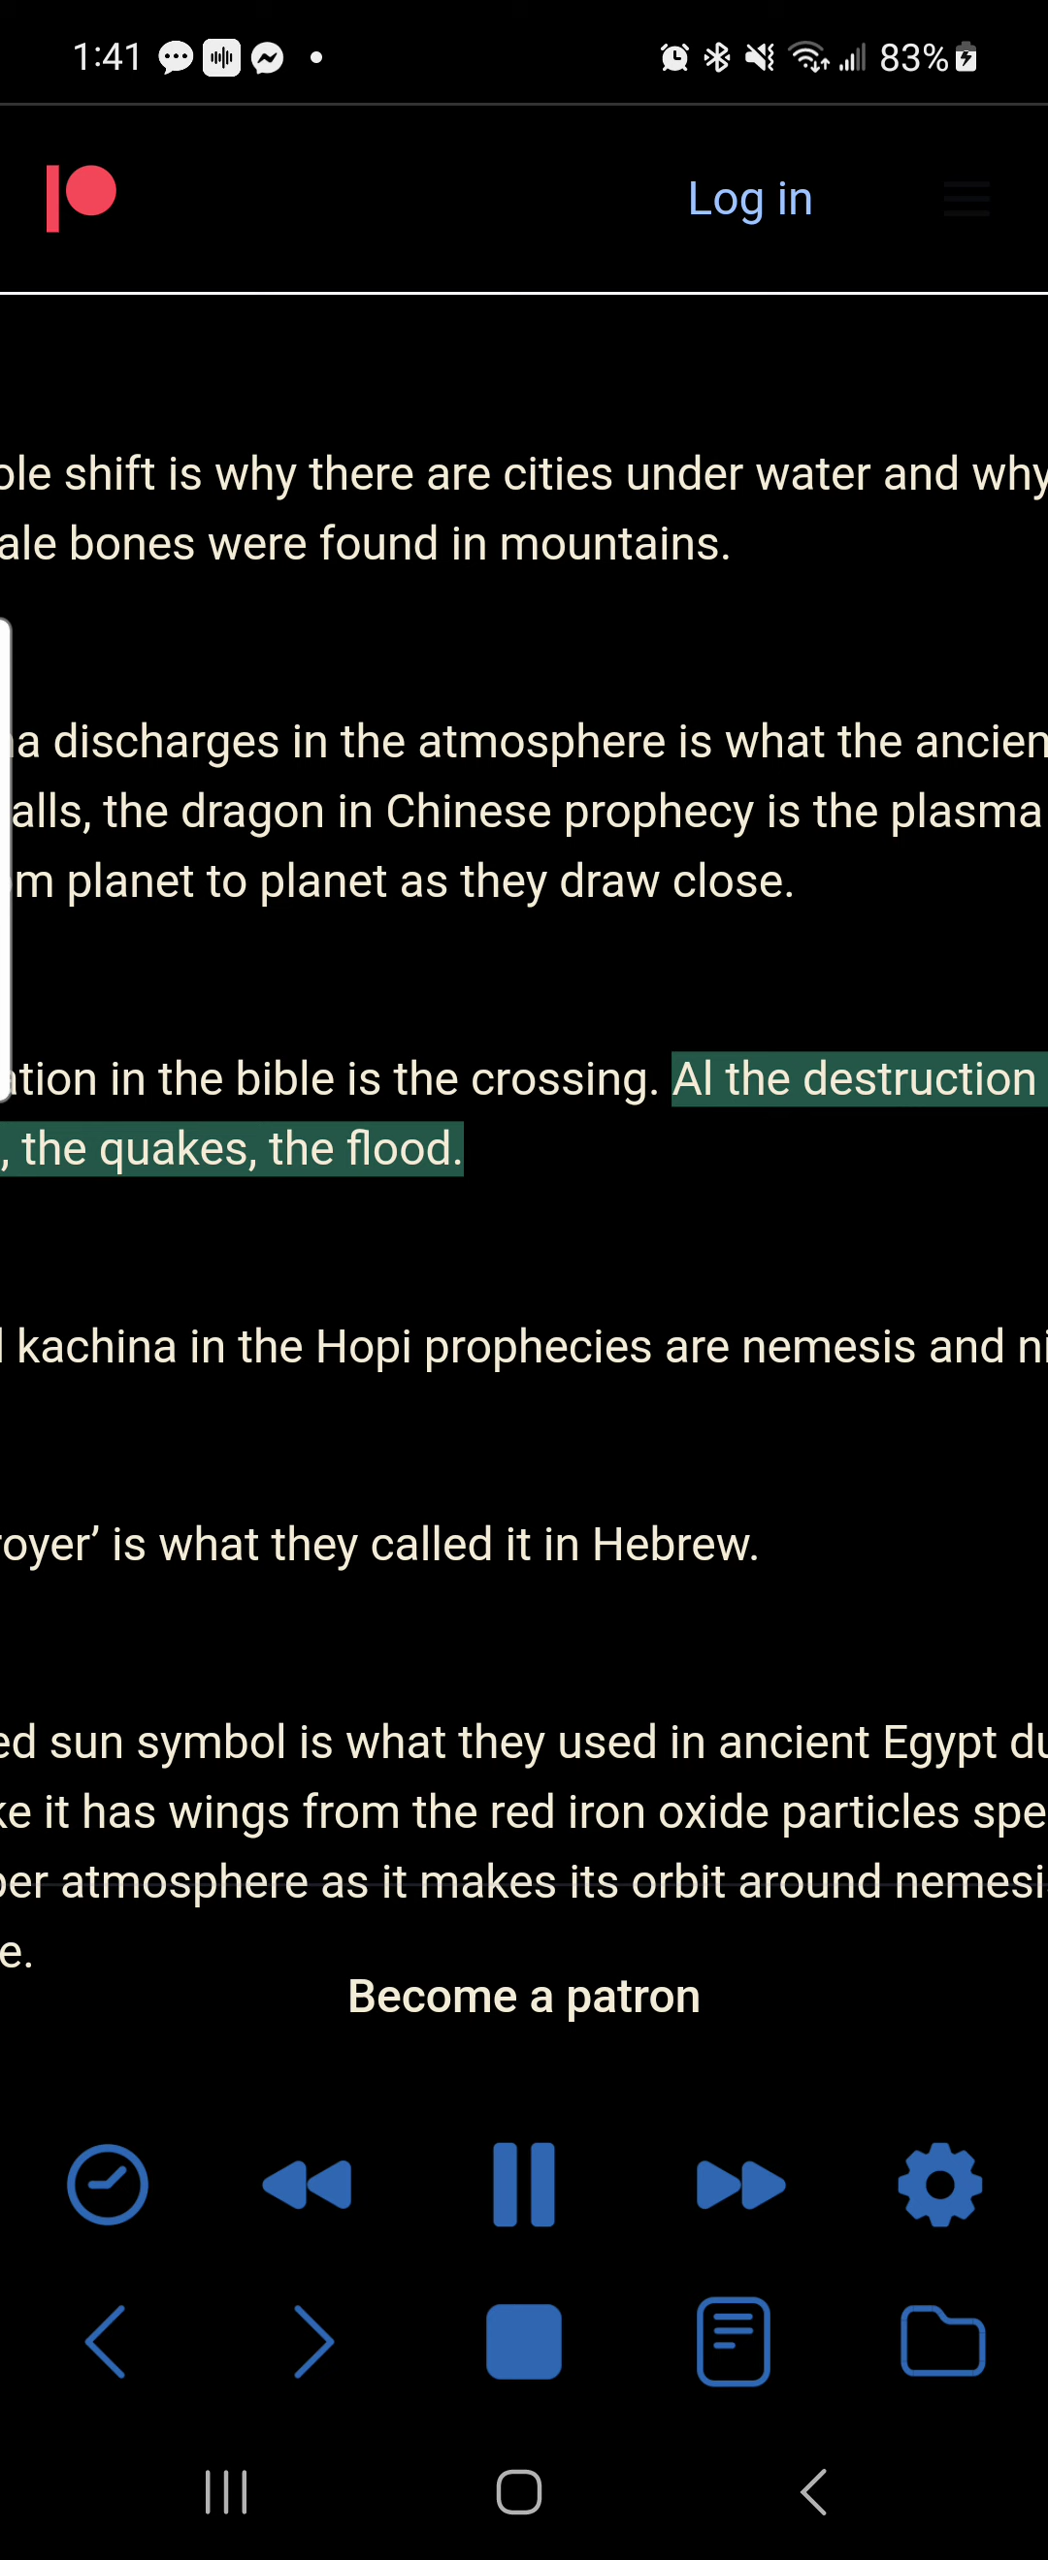 1:41
83%
Log in
ole shift is why there are cities under water and why
ale bones were found in mountains.
a discharges in the atmosphere is what the ancien
alls, the dragon in Chinese prophecy is the plasma
m planet to planet as they draw close.
ation in the bible is the crossing. Al the destruction
, the quakes, the flood.
kachina in the Hopi prophecies are nemesis and ni
royer’ is what they called it in Hebrew.
ed sun symbol is what they used in ancient Egypt du
ke it has wings from the red iron oxide particles spe
per atmosphere as it makes its orbit around nemesi
e.
Become a patron